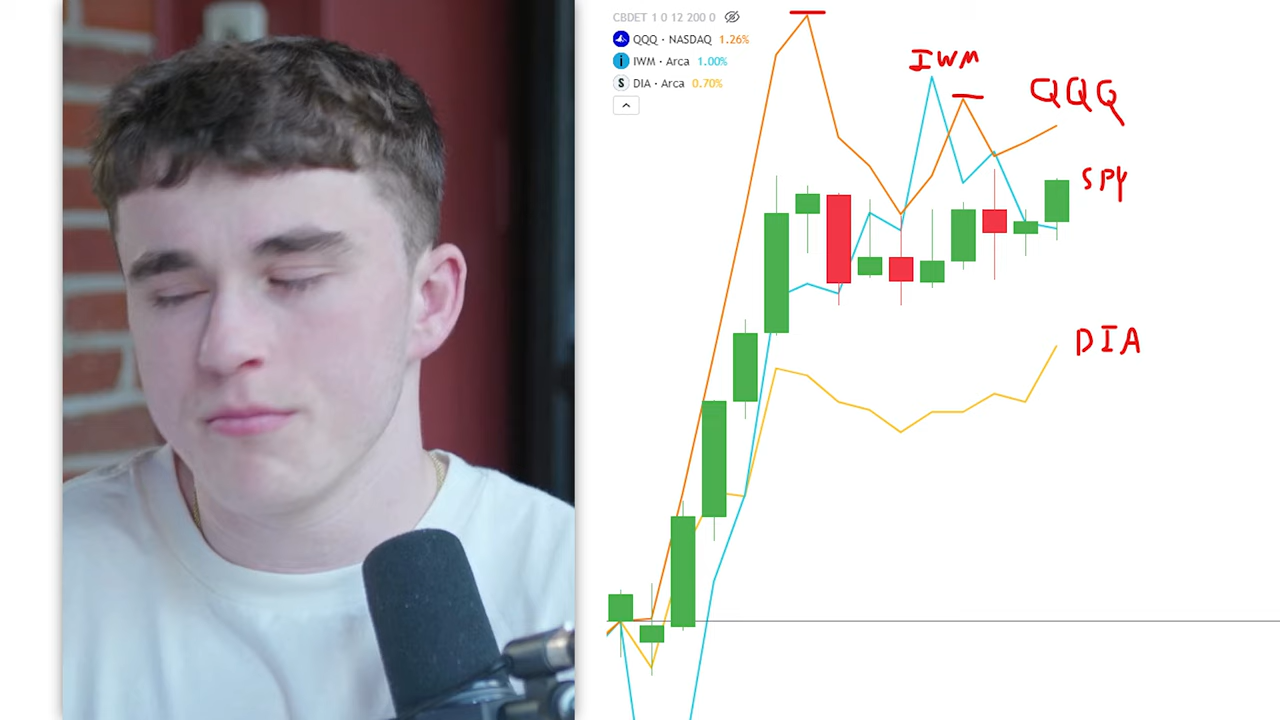 CBDET 1 0 12 200 0
QQQ · NASDAQ 1.26%
IWM · Arca 1.00%
S DIA · Arca 0.70%
IWM
QQQ
SPY
DIA